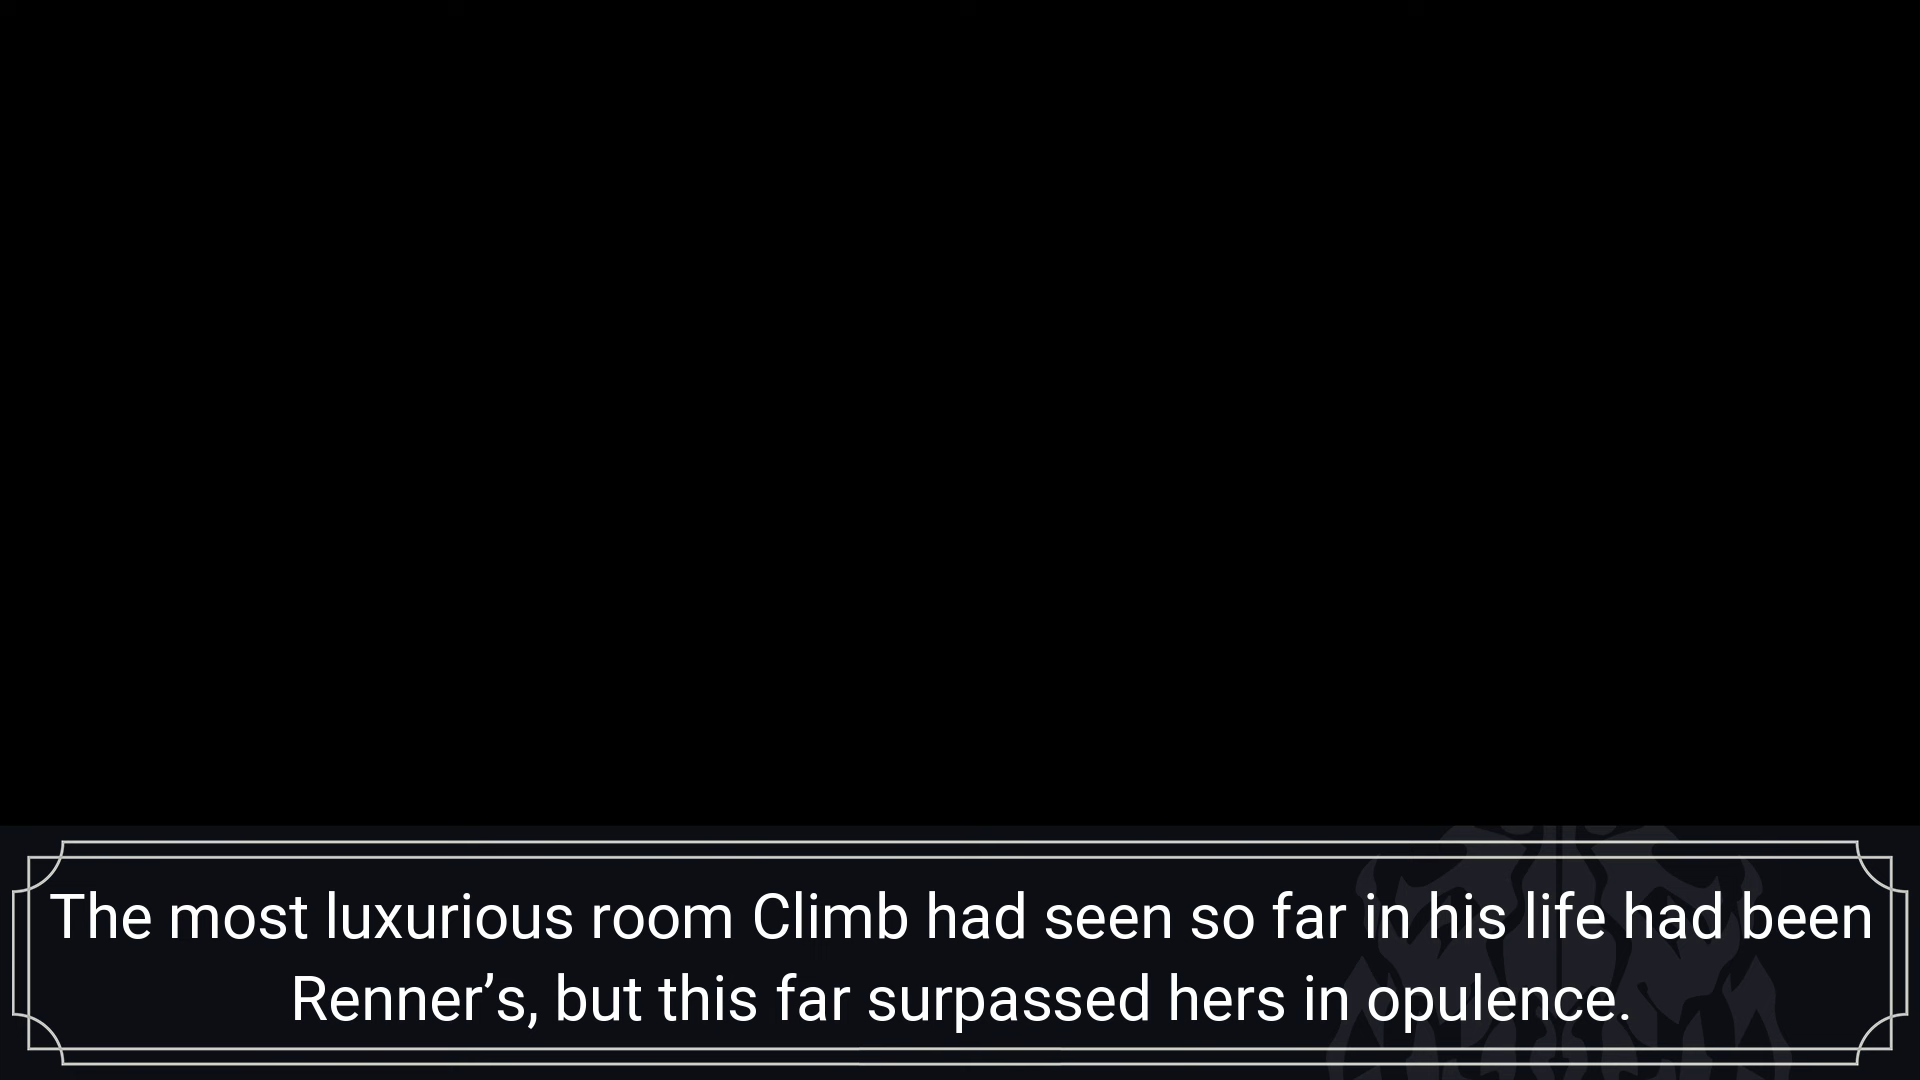 The most luxurious room Climb had seen so far in his life had been
Renner’s, but this far surpassed hers in opulence.